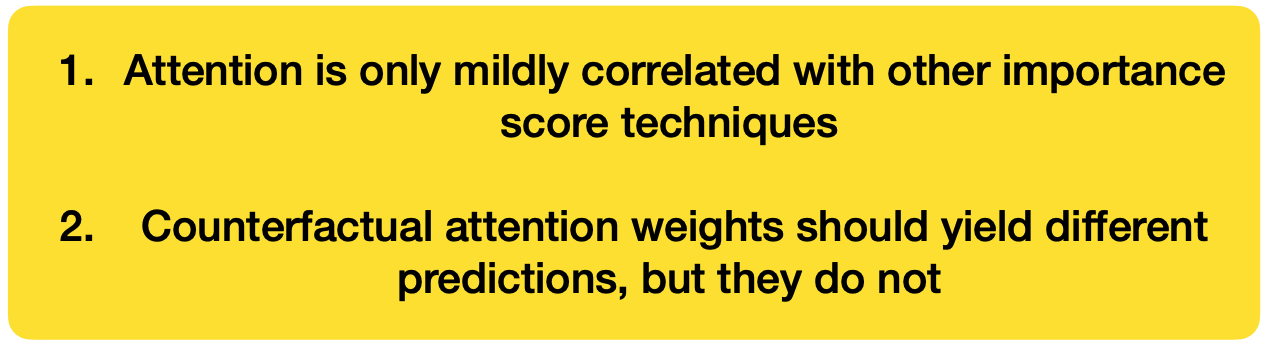 1. Attention is only mildly correlated with other importance
score techniques
2. Counterfactual attention weights should yield different
predictions, but they do not